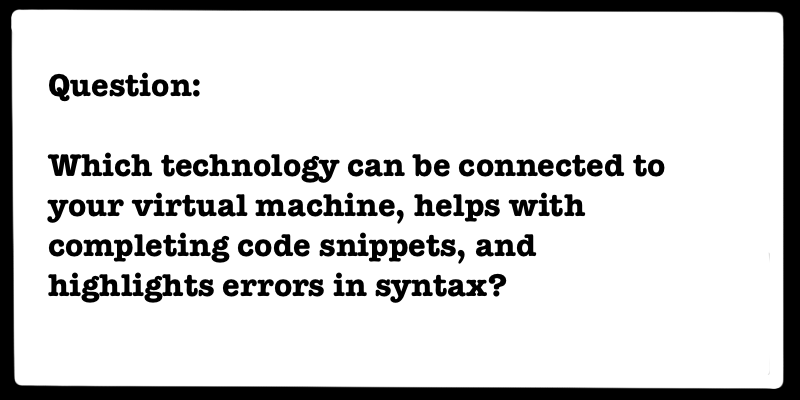 Question:
Which technology can be connected to
your virtual machine, helps with
completing code snippets, and
highlights errors in syntax?